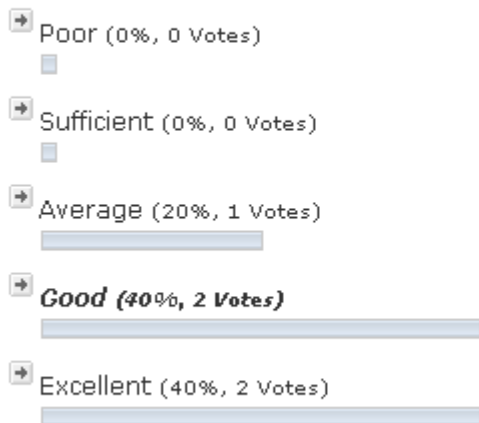 Poor (0%, 0 Votes)
Sufficient (0%, 0 Votes)
Average (20%, 1 Votes)
Good (40%, 2 Votes)
Excellent (40%, 2 Votes)